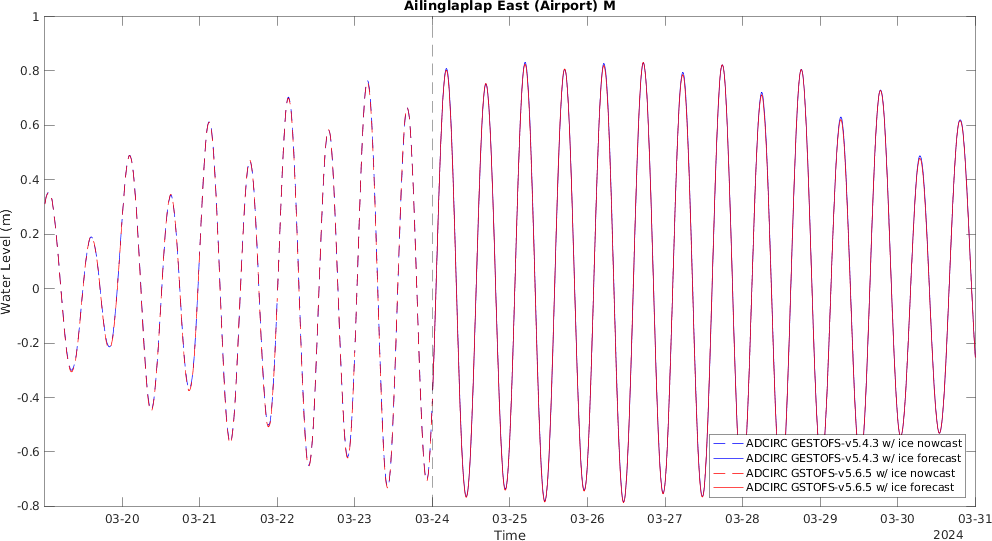 Ailinglaplap East (Airport) M
1
0.8
0.6
0.4
0.2
0
-0.2
-0.4
-0.6
-0.8
Water Level (m)
ADCIRC GESTOFS-v5.4.3 w/ ice nowcast
ADCIRC GESTOFS-v5.4.3 w/ ice forecast
ADCIRC GSTOFS-v5.6.5 w/ ice nowcast
ADCIRC GSTOFS-v5.6.5 w/ ice forecast
03-20 03-21 03-22 03-23 03-24 03-25 03-26 03-27 03-28 03-29 03-30 03-31
Time
2024